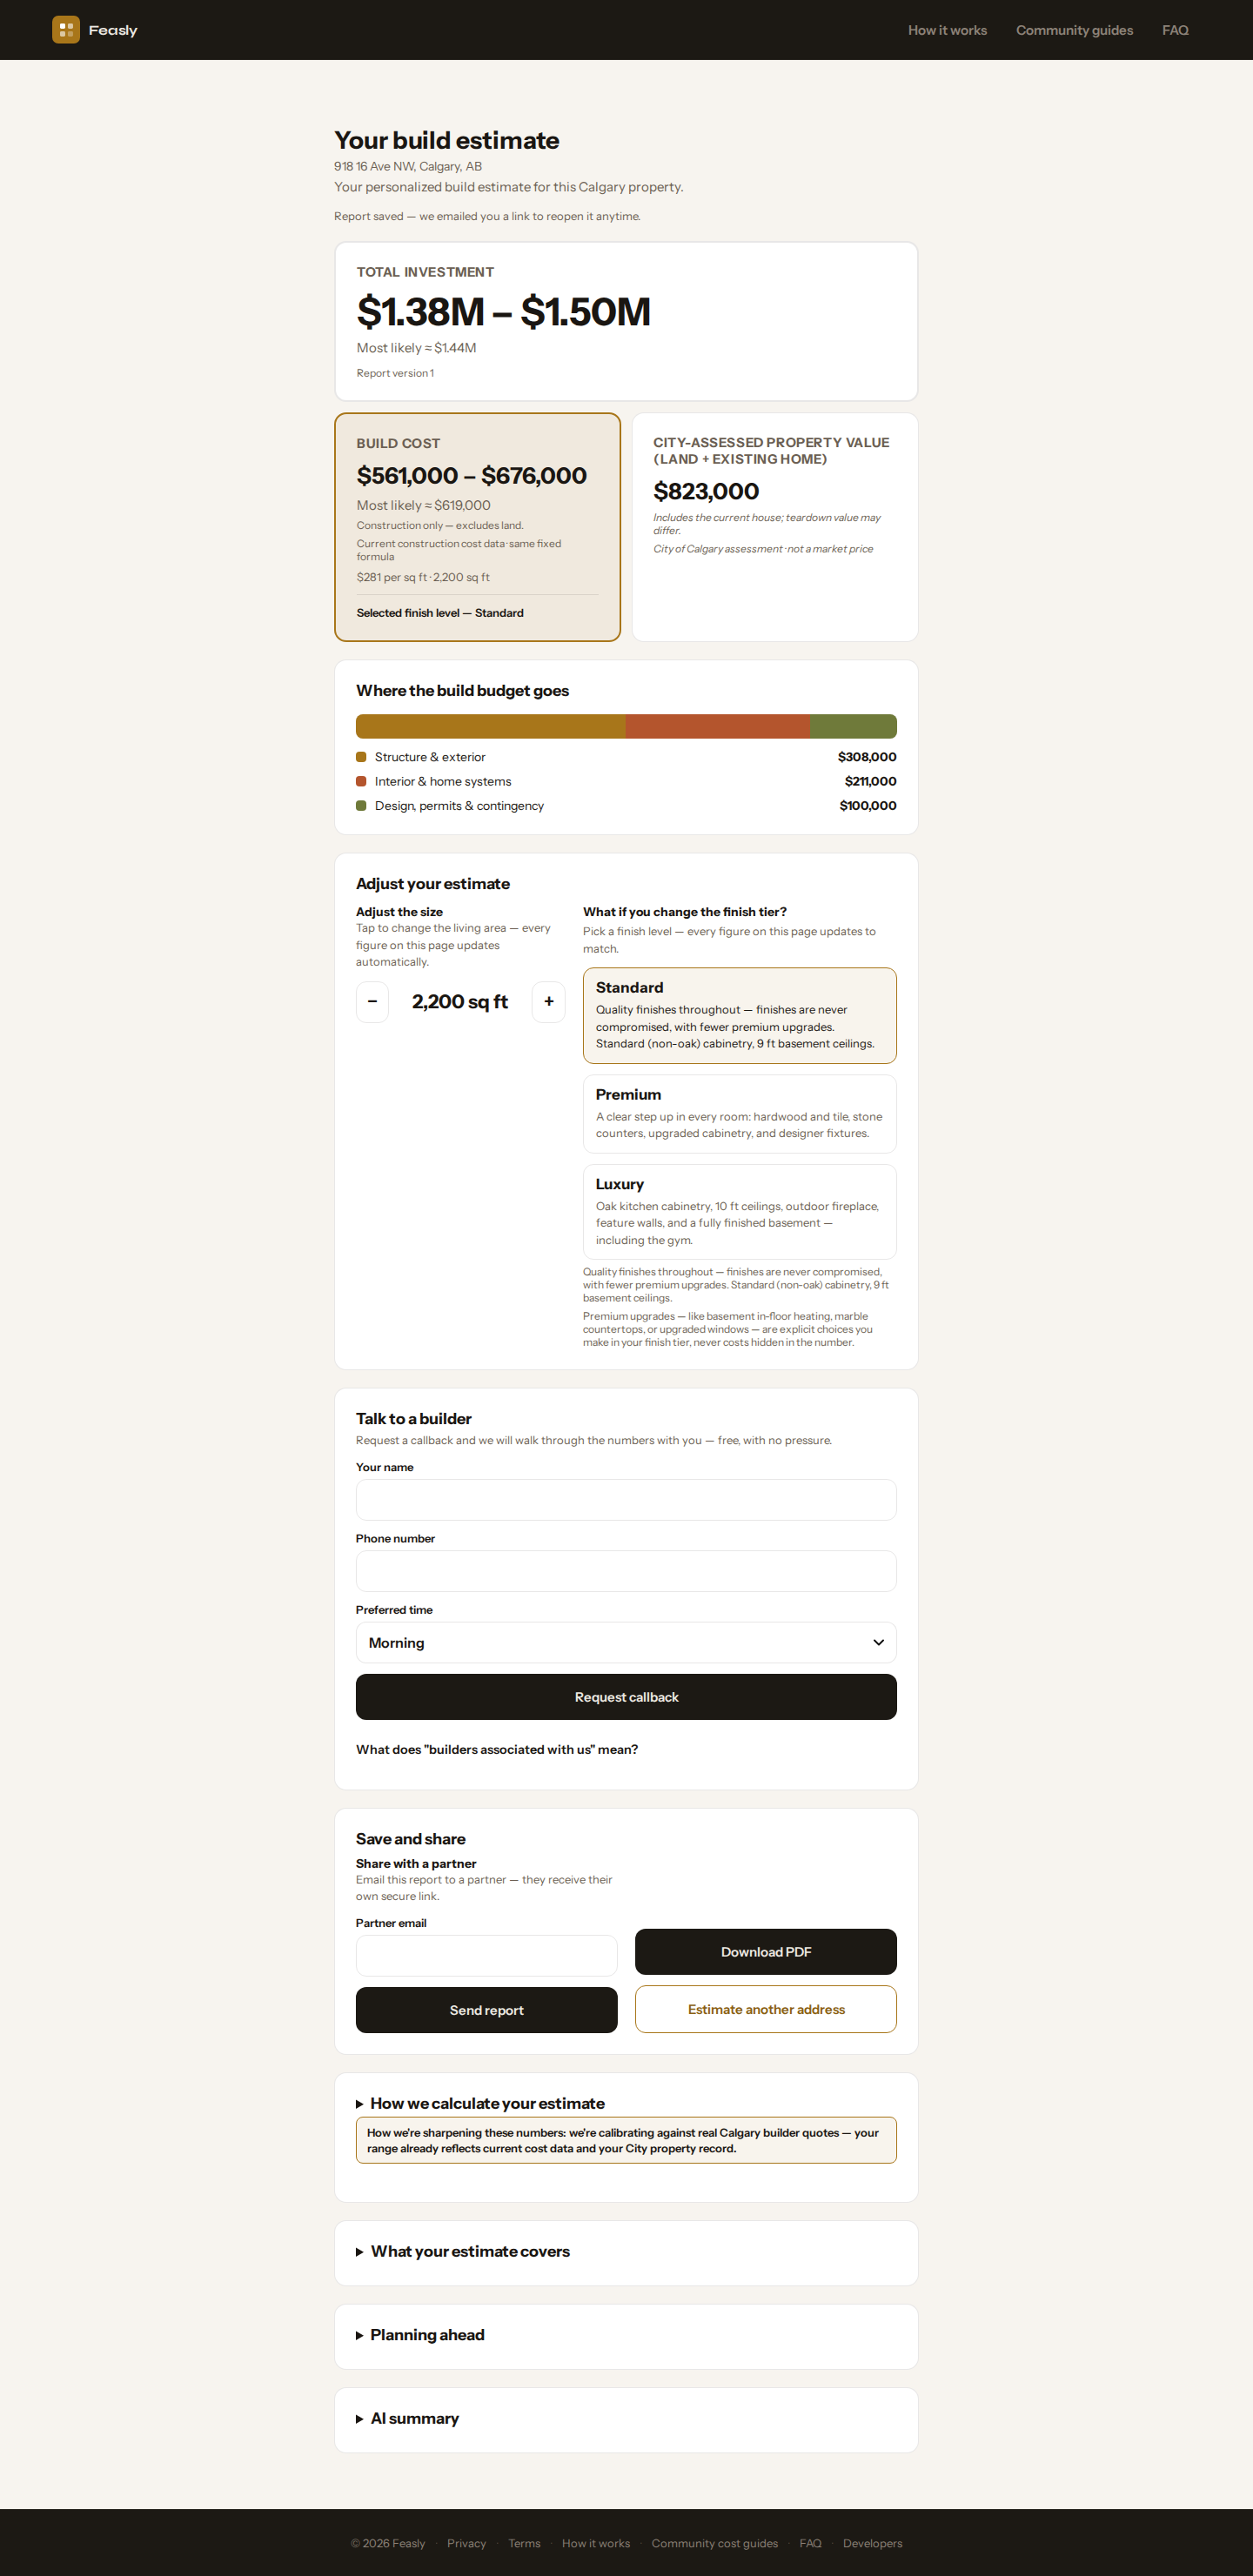 Feasly
How it works
Community guides
FAQ
Your build estimate
918 16 Ave NW, Calgary, AB
Your personalized build estimate for this Calgary property.
Report saved — we emailed you a link to reopen it anytime.
TOTAL INVESTMENT
$1.38M – $1.50M
Most likely ≈ $1.44M
Report version 1
BUILD COST
$561,000 – $676,000
Most likely ≈ $619,000
Construction only — excludes land.
Current construction cost data · same fixed
formula
$281 per sq ft · 2,200 sq ft
Selected finish level — Standard
CITY-ASSESSED PROPERTY VALUE
(LAND + EXISTING HOME)
$823,000
Includes the current house; teardown value may
differ.
City of Calgary assessment · not a market price
Where the build budget goes
Structure & exterior $308,000
Interior & home systems $211,000
Design, permits & contingency $100,000
Adjust your estimate
Adjust the size
Tap to change the living area — every
figure on this page updates
automatically.
− 2,200 sq ft +
What if you change the finish tier?
Pick a finish level — every figure on this page updates to
match.
Standard
Quality finishes throughout — finishes are never
compromised, with fewer premium upgrades.
Standard (non-oak) cabinetry, 9 ft basement ceilings.
Premium
A clear step up in every room: hardwood and tile, stone
counters, upgraded cabinetry, and designer fixtures.
Luxury
Oak kitchen cabinetry, 10 ft ceilings, outdoor fireplace,
feature walls, and a fully finished basement —
including the gym.
Quality finishes throughout — finishes are never compromised,
with fewer premium upgrades. Standard (non-oak) cabinetry, 9 ft
basement ceilings.
Premium upgrades — like basement in-floor heating, marble
countertops, or upgraded windows — are explicit choices you
make in your finish tier, never costs hidden in the number.
Talk to a builder
Request a callback and we will walk through the numbers with you — free, with no pressure.
Your name
Phone number
Preferred time
Morning
Request callback
What does "builders associated with us" mean?
Save and share
Share with a partner
Email this report to a partner — they receive their
own secure link.
Partner email
Send report
Download PDF
Estimate another address
How we calculate your estimate
How we're sharpening these numbers: we're calibrating against real Calgary builder quotes — your
range already reflects current cost data and your City property record.
What your estimate covers
Planning ahead
AI summary
© 2026 Feasly · Privacy · Terms · How it works · Community cost guides · FAQ · Developers